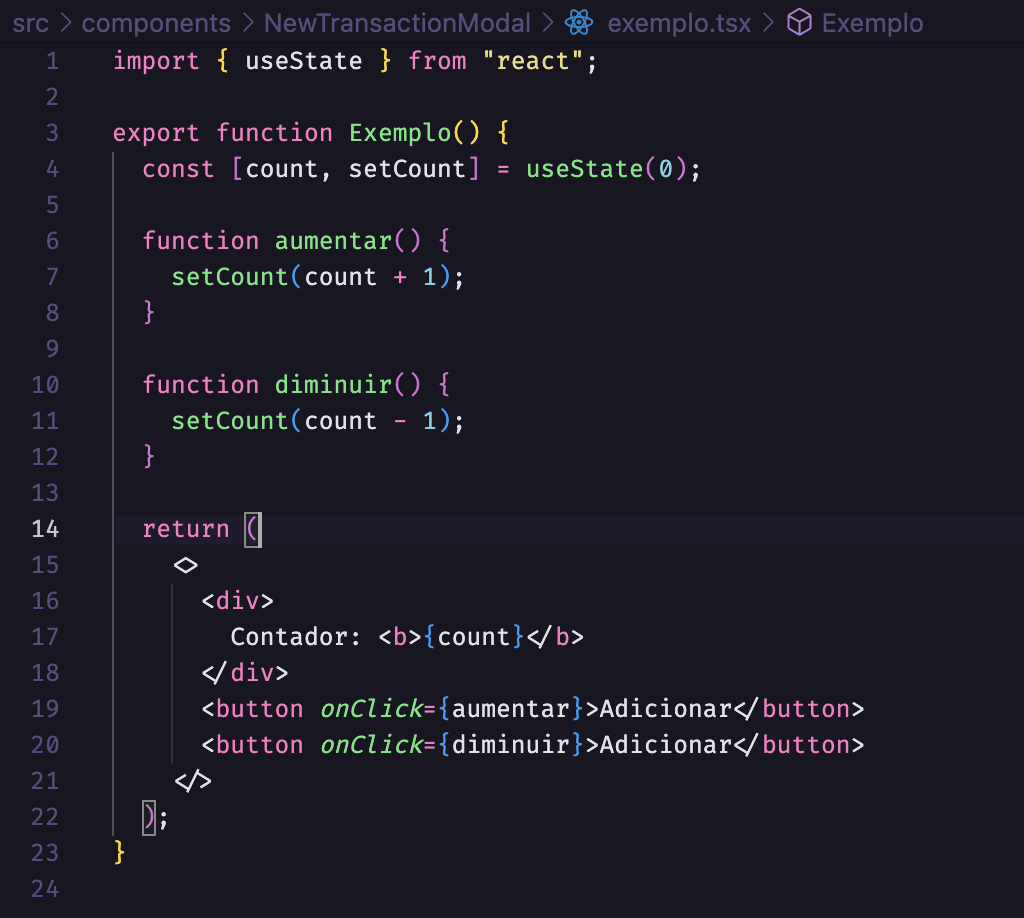 src > components > NewTransactionModal > exemplo.tsx > Exemplo
1 import { useState } from "react";
2
3 export function Exemplo() {
4   const [count, setCount] = useState(0);
5
6   function aumentar() {
7     setCount(count + 1);
8   }
9
10   function diminuir() {
11     setCount(count - 1);
12   }
13
14   return (
15     <>
16       <div>
17         Contador: <b>{count}</b>
18       </div>
19       <button onClick={aumentar}>Adicionar</button>
20       <button onClick={diminuir}>Adicionar</button>
21     </>
22   );
23 }
24